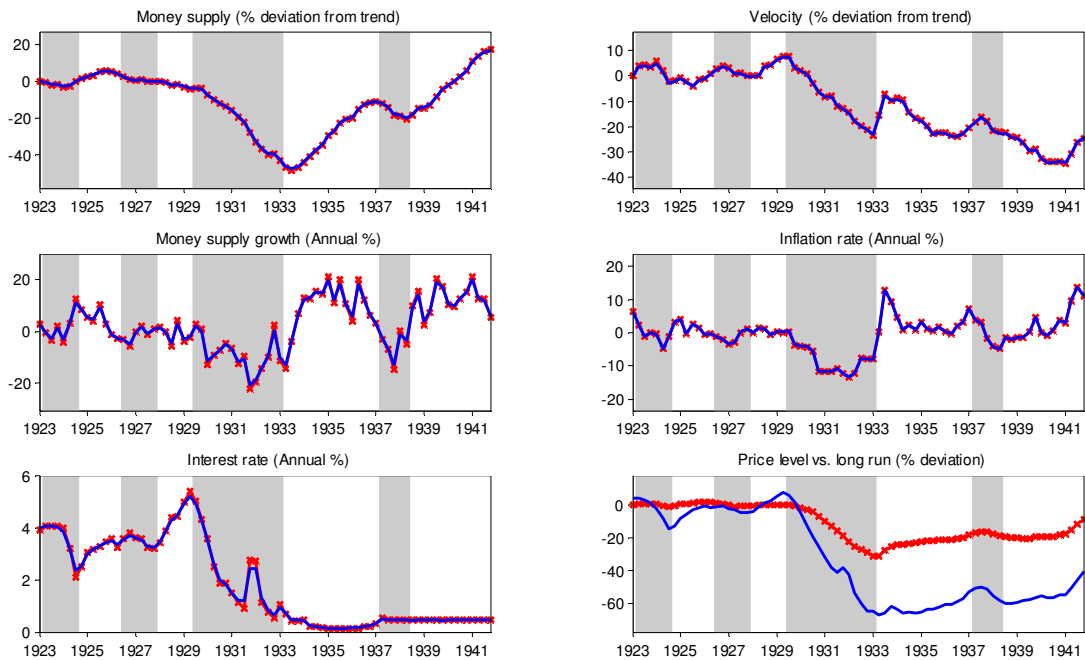 Money supply (% deviation from trend)
20
0
-20
-40
1923 1925 1927 1929 1931 1933 1935 1937 1939 1941
Velocity (% deviation from trend)
10
0
-10
-20
-30
-40
1923 1925 1927 1929 1931 1933 1935 1937 1939 1941
Money supply growth (Annual %)
20
0
-20
1923 1925 1927 1929 1931 1933 1935 1937 1939 1941
Inflation rate (Annual %)
20
10
0
-10
-20
1923 1925 1927 1929 1931 1933 1935 1937 1939 1941
Interest rate (Annual %)
6
4
2
0
1923 1925 1927 1929 1931 1933 1935 1937 1939 1941
Price level vs. long run (% deviation)
0
-20
-40
-60
1923 1925 1927 1929 1931 1933 1935 1937 1939 1941